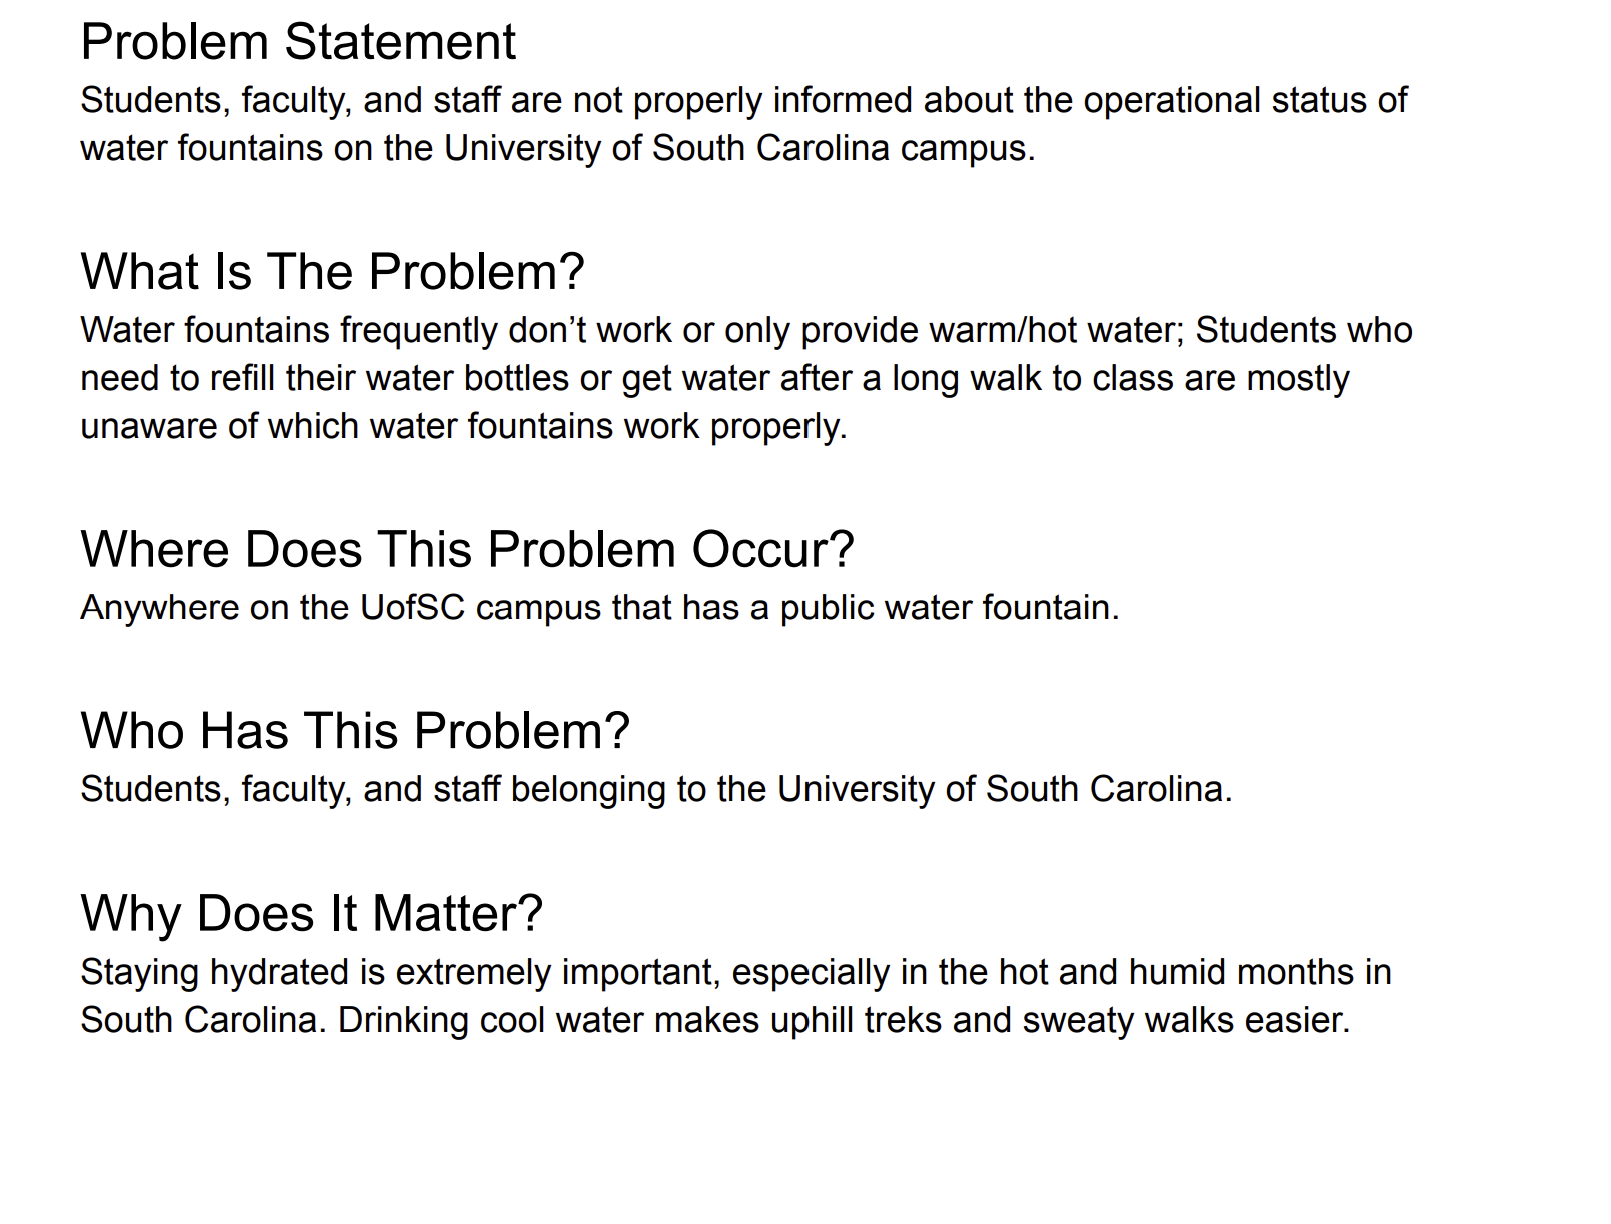 Problem Statement
Students, faculty, and staff are not properly informed about the operational status of
water fountains on the University of South Carolina campus.
What Is The Problem?
Water fountains frequently don’t work or only provide warm/hot water; Students who
need to refill their water bottles or get water after a long walk to class are mostly
unaware of which water fountains work properly.
Where Does This Problem Occur?
Anywhere on the UofSC campus that has a public water fountain.
Who Has This Problem?
Students, faculty, and staff belonging to the University of South Carolina.
Why Does It Matter?
Staying hydrated is extremely important, especially in the hot and humid months in
South Carolina. Drinking cool water makes uphill treks and sweaty walks easier.